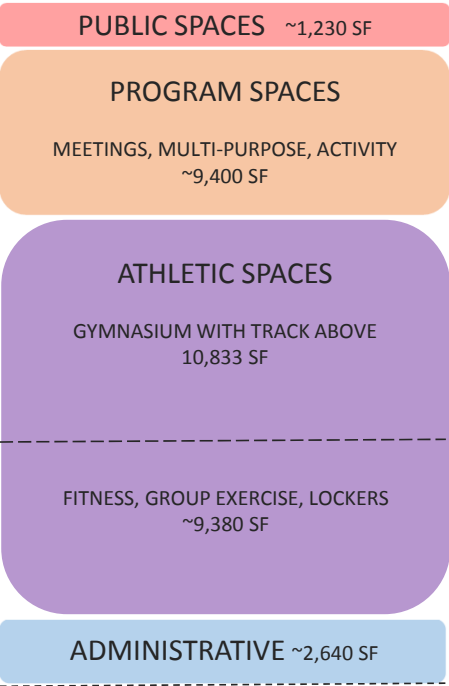 PUBLIC SPACES ~1,230 SF
PROGRAM SPACES
MEETINGS, MULTI-PURPOSE, ACTIVITY
~9,400 SF
ATHLETIC SPACES
GYMNASIUM WITH TRACK ABOVE
10,833 SF
FITNESS, GROUP EXERCISE, LOCKERS
~9,380 SF
ADMINISTRATIVE ~2,640 SF